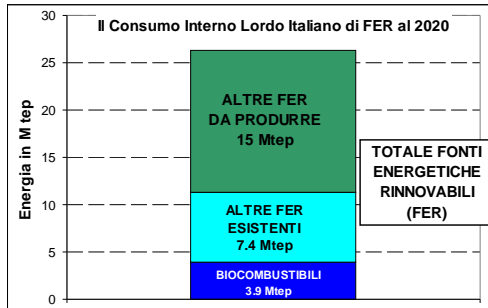 Il Consumo Interno Lordo Italiano di FER al 2020
Energia in Mtep
30
25
20
15
10
5
0
ALTRE FER
DA PRODURRE
15 Mtep
ALTRE FER
ESISTENTI
7.4 Mtep
BIOCOMBUSTIBILI
3.9 Mtep
TOTALE FONTI
ENERGETICHE
RINNOVABILI
(FER)